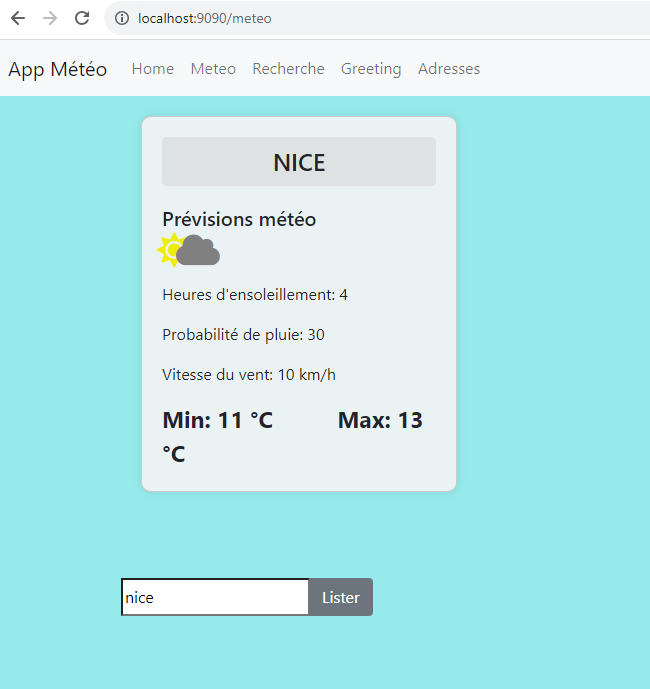 localhost:9090/meteo
App Météo Home Meteo Recherche Greeting Adresses
NICE
Prévisions météo
Heures d'ensoleillement: 4
Probabilité de pluie: 30
Vitesse du vent: 10 km/h
Min: 11 °C Max: 13
°C
nice Lister